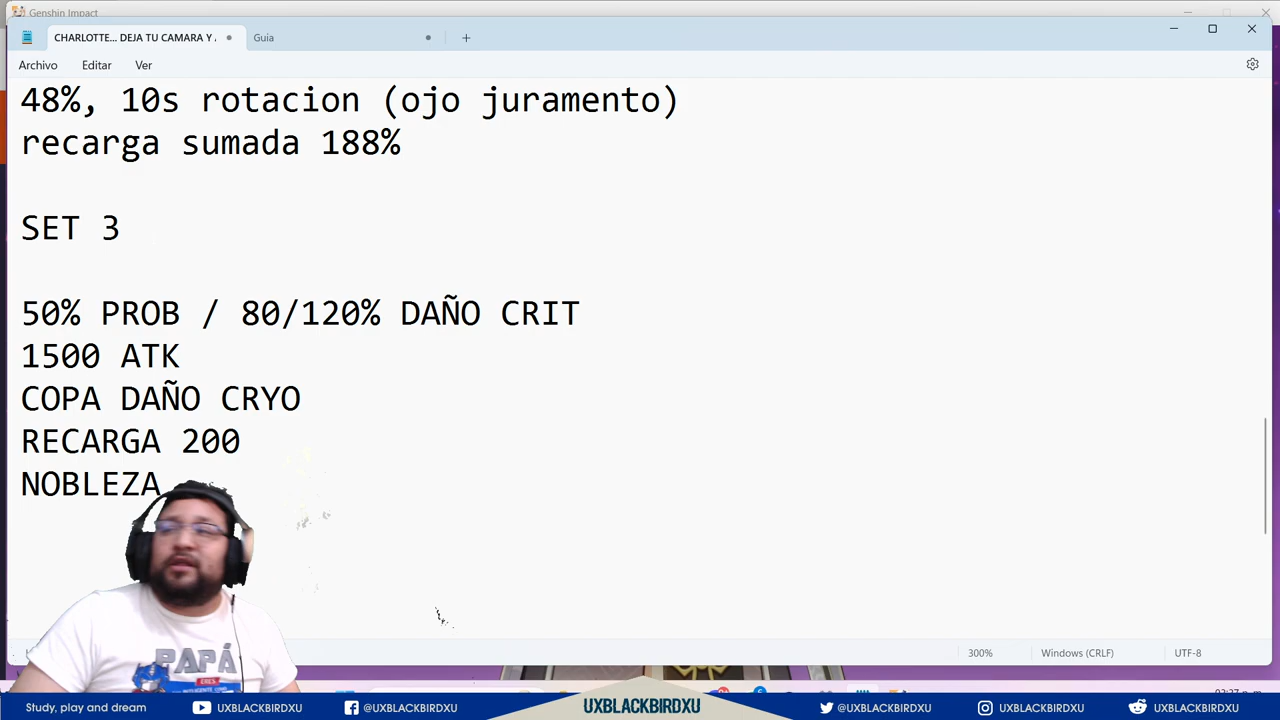 Genshin Impact
CHARLOTTE... DEJA TU CAMARA Y
Guia
Archivo Editar Ver
48%, 10s rotacion (ojo juramento)
recarga sumada 188%
SET 3
50% PROB / 80/120% DAÑO CRIT
1500 ATK
COPA DAÑO CRYO
RECARGA 200
NOBLEZA
PAPÁ
300% Windows (CRLF) UTF-8
Study, play and dream UXBLACKBIRDXU @UXBLACKBIRDXU UXBLACKBIRDXU @UXBLACKBIRDXU UXBLACKBIRDXU UXBLACKBIRDXU